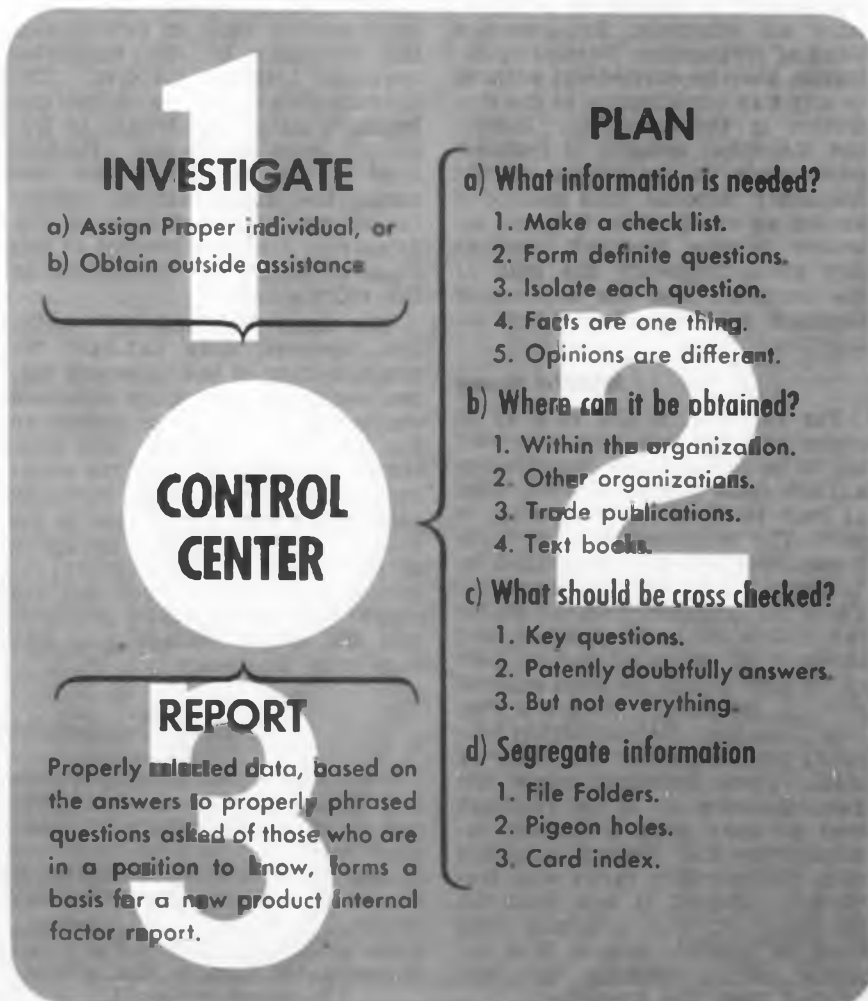 1
INVESTIGATE
a) Assign Proper individual, or
b) Obtain outside assistance
CONTROL
CENTER
2
PLAN
a) What information is needed?
1. Make a check list.
2. Form definite questions.
3. Isolate each question.
4. Facts are one thing.
5. Opinions are different.
b) Where can it be obtained?
1. Within the organization.
2. Other organizations.
3. Trade publications.
4. Text books.
c) What should be cross checked?
1. Key questions.
2. Patently doubtfully answers.
3. But not everything.
d) Segregate information
1. File Folders.
2. Pigeon holes.
3. Card index.
3
REPORT
Properly selected data, based on
the answers to properly phrased
questions asked of those who are
in a position to know, forms a
basis for a new product internal
factor report.